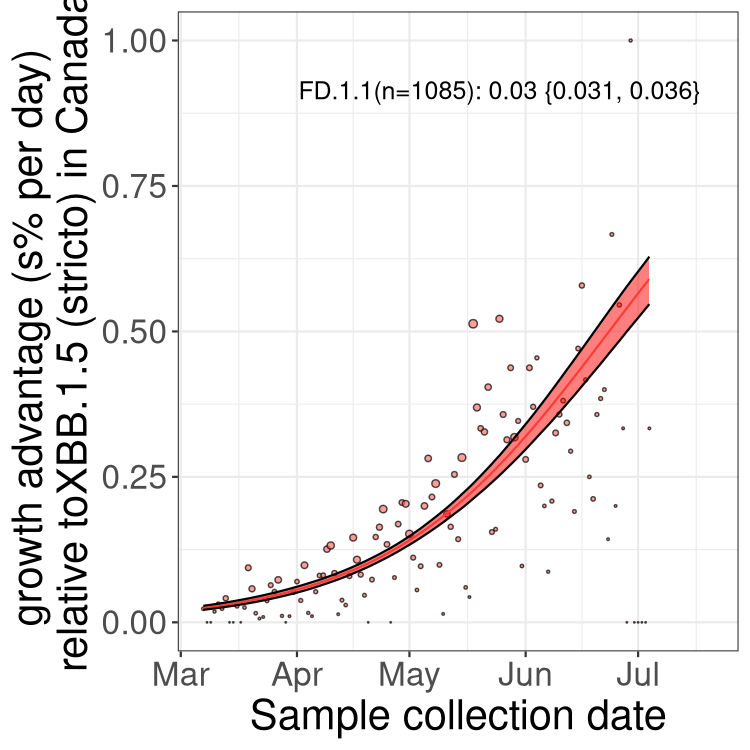 growth advantage (s% per day)
relative toXBB.1.5 (stricto) in Canada
1.00
0.75
0.50
0.25
0.00
FD.1.1(n=1085): 0.03 {0.031, 0.036}
Mar Apr May Jun Jul
Sample collection date